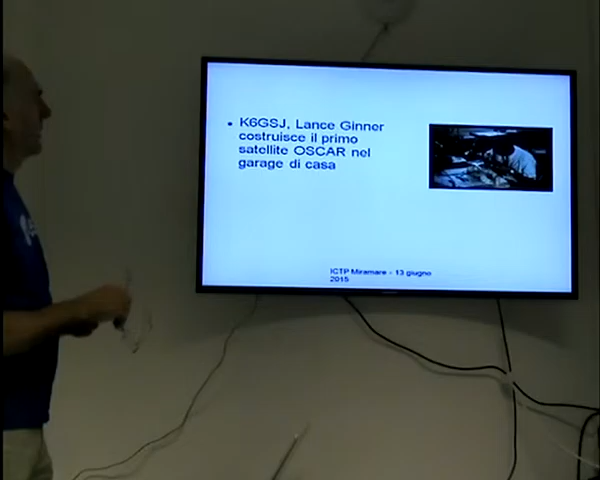 • K6GSJ, Lance Ginner
costruisce il primo
satellite OSCAR nel
garage di casa
ICTP Miramare - 13 giugno
2015